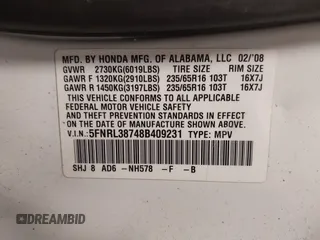 MFD. BY HONDA MFG. OF ALABAMA, LLC 02/'08
GVWR 2730KG(6019LBS) TIRE SIZE RIM SIZE
GAWR F 1320KG(2910LBS) 235/65R16 103T 16X7J
GAWR R 1450KG(3197LBS) 235/65R16 103T 16X7J
THIS VEHICLE CONFORMS TO ALL APPLICABLE
FEDERAL MOTOR VEHICLE SAFETY AND
THEFT PREVENTION STANDARDS IN EFFECT
ON THE DATE OF MANUFACTURE SHOWN ABOVE.
V.I.N.: 5FNRL38748B409231 TYPE: MPV
SHJ 8 AD6 -NH578 -F -B
DREAMBID